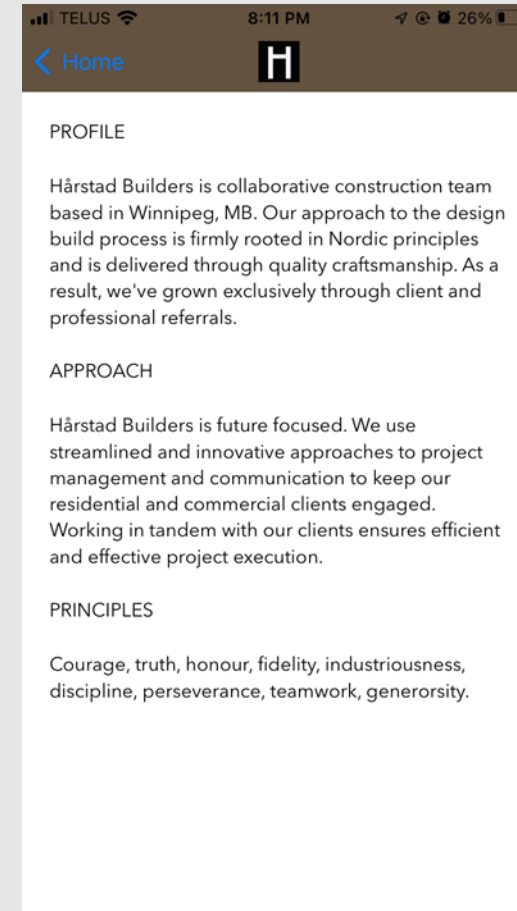 TELUS 8:11 PM 26%
Home H
PROFILE
Hårstad Builders is collaborative construction team
based in Winnipeg, MB. Our approach to the design
build process is firmly rooted in Nordic principles
and is delivered through quality craftsmanship. As a
result, we've grown exclusively through client and
professional referrals.
APPROACH
Hårstad Builders is future focused. We use
streamlined and innovative approaches to project
management and communication to keep our
residential and commercial clients engaged.
Working in tandem with our clients ensures efficient
and effective project execution.
PRINCIPLES
Courage, truth, honour, fidelity, industriousness,
discipline, perseverance, teamwork, generorsity.